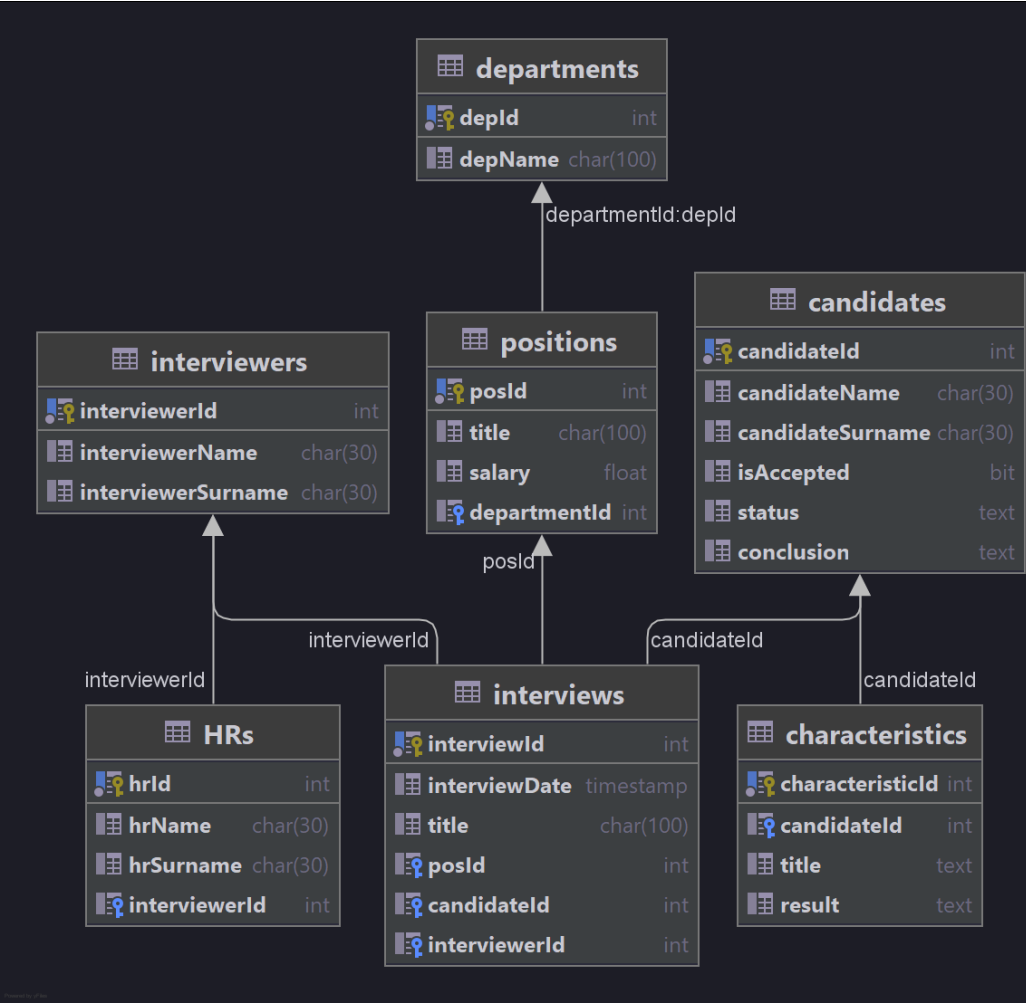 departments
depId int
depName char(100)
departmentId:depId
candidates
candidateId int
candidateName char(30)
candidateSurname char(30)
isAccepted bit
status text
conclusion text
positions
posId int
title char(100)
salary float
departmentId int
interviewers
interviewerId int
interviewerName char(30)
interviewerSurname char(30)
posId
interviewerId
candidateId
interviewerId
candidateId
interviews
interviewId int
interviewDate timestamp
title char(100)
posId int
candidateId int
interviewerId int
HRs
hrId int
hrName char(30)
hrSurname char(30)
interviewerId int
characteristics
characteristicId int
candidateId int
title text
result text